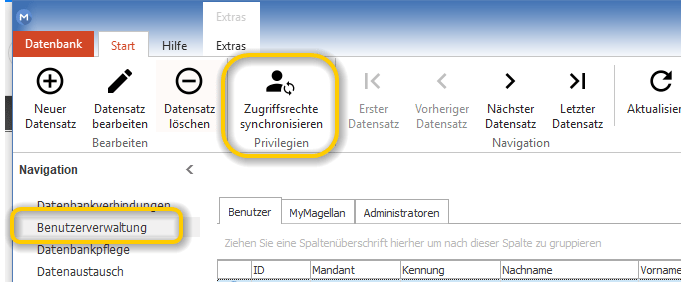 M
Extras
Datenbank Start Hilfe Extras
Neuer Datensatz
Datensatz bearbeiten
Datensatz löschen
Bearbeiten
Zugriffsrechte synchronisieren
Privilegien
Erster Datensatz
Vorheriger Datensatz
Nächster Datensatz
Letzter Datensatz
Navigation
Navigation
Datenbankverbindungen
Benutzerverwaltung
Datenbankpflege
Datenaustausch
Benutzer MyMagellan Administratoren
Ziehen Sie eine Spaltenüberschrift hierher um nach dieser Spalte zu gruppieren
ID Mandant Kennung Nachname